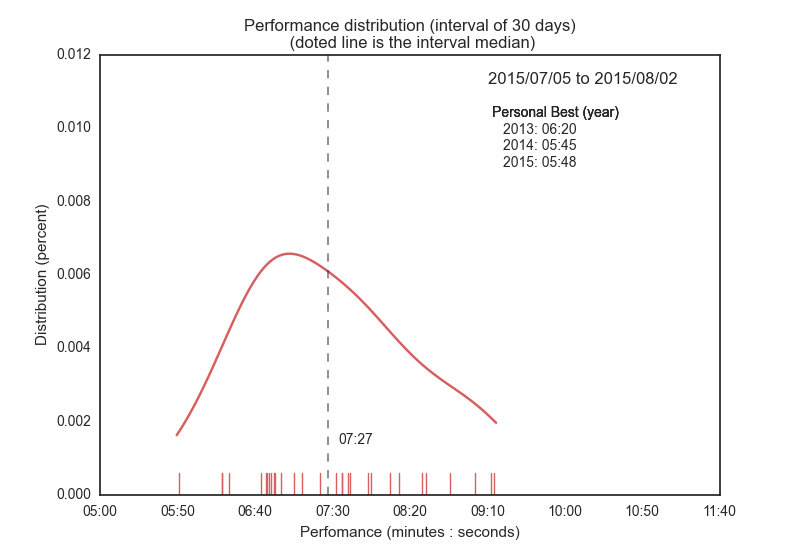 Performance distribution (interval of 30 days)
(doted line is the interval median)
0.012
2015/07/05 to 2015/08/02
Personal Best (year)
2013: 06:20
2014: 05:45
2015: 05:48
0.010
0.008
0.006
0.004
0.002
0.000
Distribution (percent)
07:27
05:00 05:50 06:40 07:30 08:20 09:10 10:00 10:50 11:40
Perfomance (minutes : seconds)